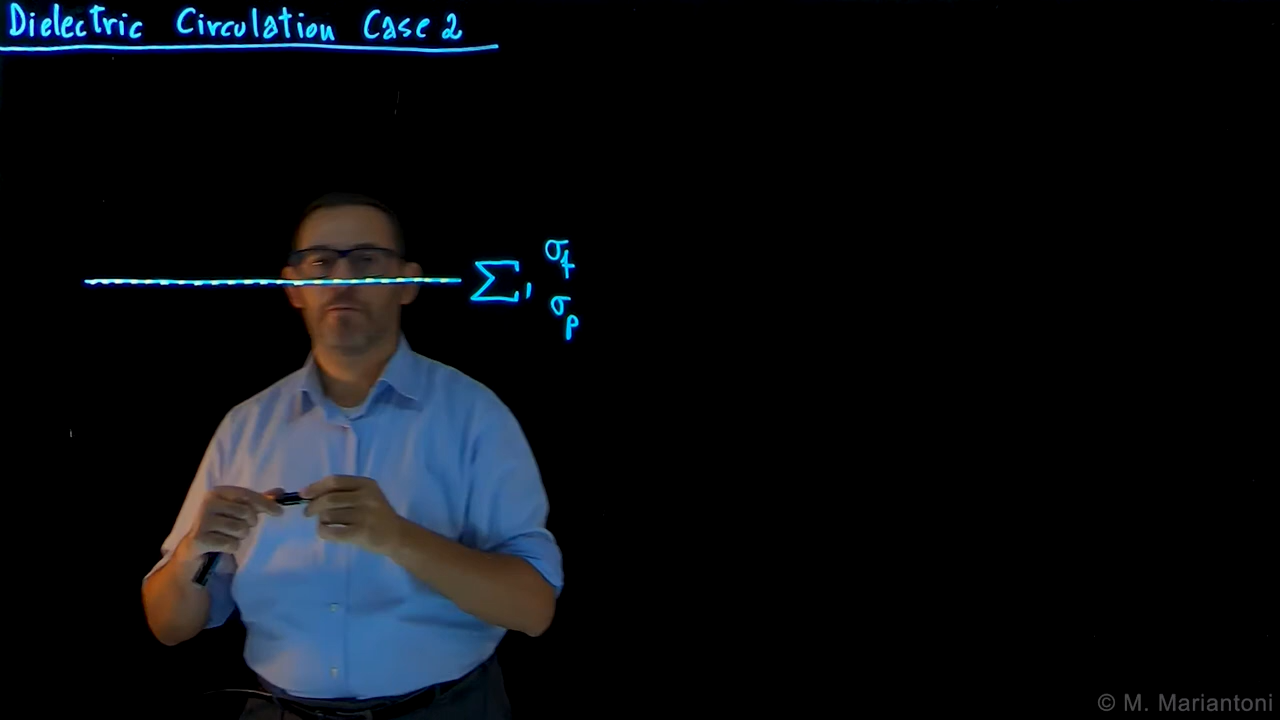 Dielectric Circulation Case 2
Σ, σf
σp
© M. Mariantoni